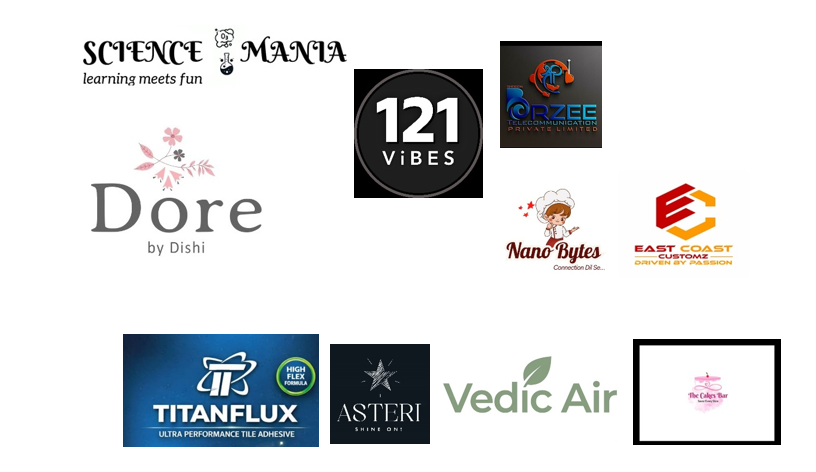 SCIENCE MANIA
learning meets fun
121
ViBES
ORZEE
TELECOMMUNICATION
PRIVATE LIMITED
Dore
by Dishi
Nano Bytes
Connection Dil Se...
EAST COAST
CUSTOMZ
DRIVEN BY PASSION
HIGH
FLEX
FORMULA
TITANFLUX
ULTRA PERFORMANCE TILE ADHESIVE
ASTERI
SHINE ON!
Vedic Air
The Cakes Bar